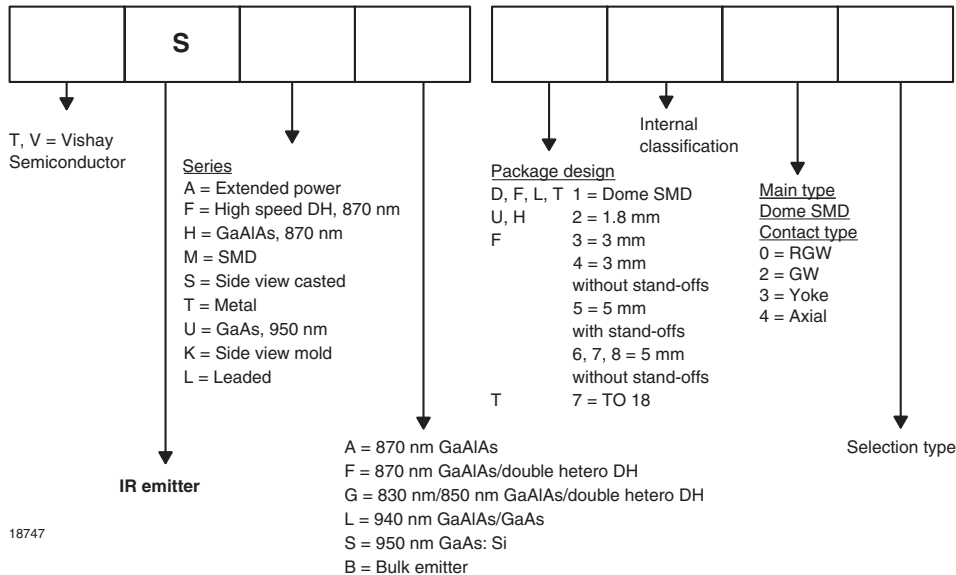 S
T, V = Vishay
Semiconductor
Series
A = Extended power
F = High speed DH, 870 nm
H = GaAlAs, 870 nm
M = SMD
S = Side view casted
T = Metal
U = GaAs, 950 nm
K = Side view mold
L = Leaded
IR emitter
A = 870 nm GaAlAs
F = 870 nm GaAlAs/double hetero DH
G = 830 nm/850 nm GaAlAs/double hetero DH
L = 940 nm GaAlAs/GaAs
S = 950 nm GaAs: Si
B = Bulk emitter
Package design
D, F, L, T 1 = Dome SMD
U, H 2 = 1.8 mm
F 3 = 3 mm
4 = 3 mm
without stand-offs
5 = 5 mm
with stand-offs
6, 7, 8 = 5 mm
without stand-offs
T 7 = TO 18
Internal
classification
Main type
Dome SMD
Contact type
0 = RGW
2 = GW
3 = Yoke
4 = Axial
Selection type
18747